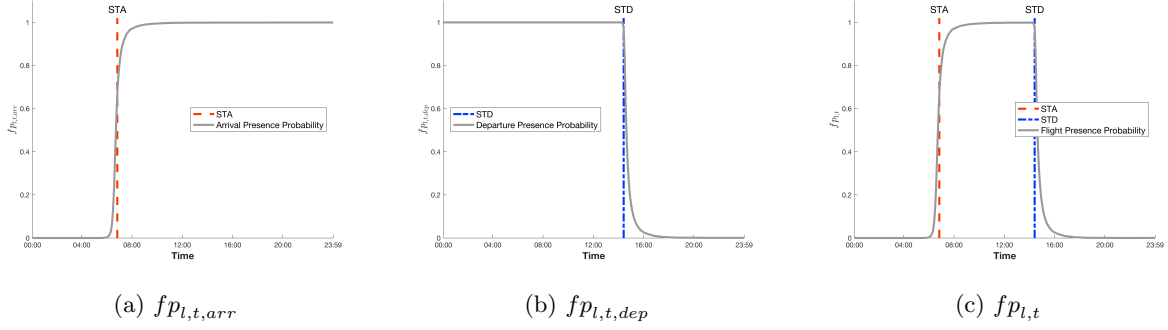 STA
1
0.8
0.6
0.4
0.2
0
fp_{l,t,arr}
STA
Arrival Presence Probability
00:00 04:00 08:00 12:00 16:00 20:00 23:59
Time
(a) fp_{l,t,arr}
STD
1
0.8
0.6
0.4
0.2
0
fp_{l,t,dep}
STD
Departure Presence Probability
00:00 04:00 08:00 12:00 16:00 20:00 23:59
Time
(b) fp_{l,t,dep}
STA STD
1
0.8
0.6
0.4
0.2
0
fp_{l,t}
STA
STD
Flight Presence Probability
00:00 04:00 08:00 12:00 16:00 20:00 23:59
Time
(c) fp_{l,t}